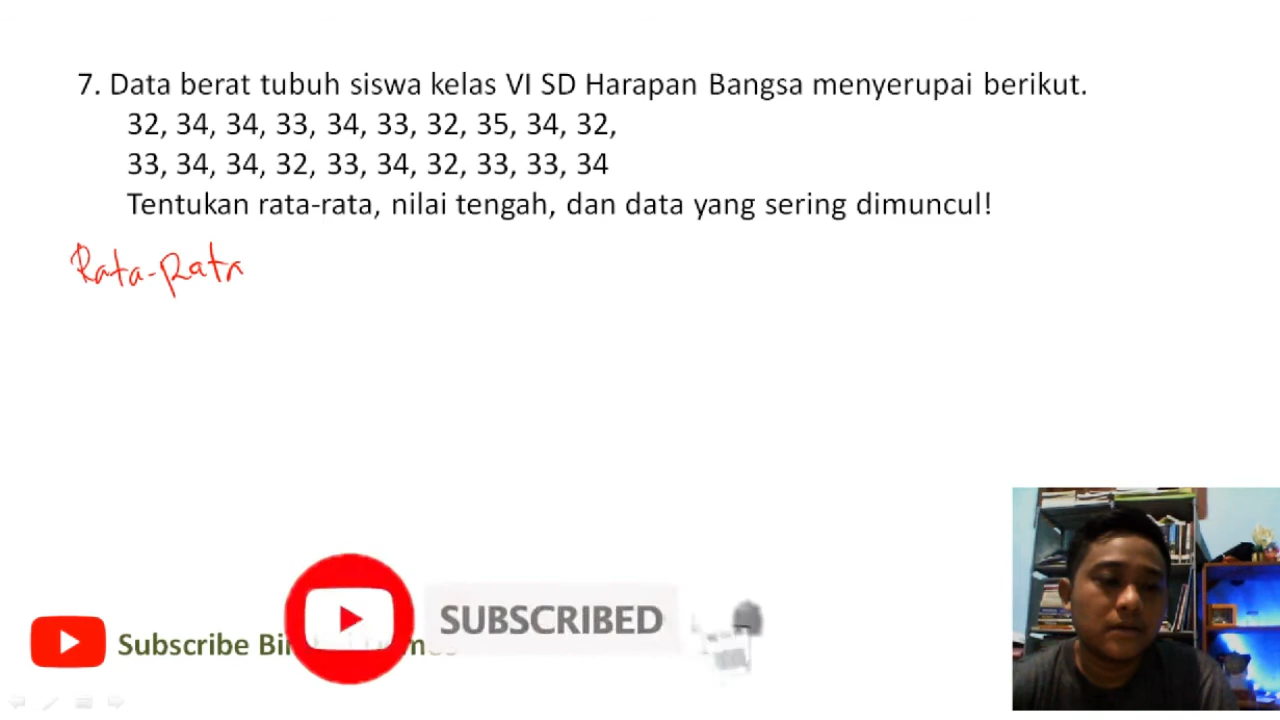 7. Data berat tubuh siswa kelas VI SD Harapan Bangsa menyerupai berikut.
32, 34, 34, 33, 34, 33, 32, 35, 34, 32,
33, 34, 34, 32, 33, 34, 32, 33, 33, 34
Tentukan rata-rata, nilai tengah, dan data yang sering dimuncul!
Rata-Rata
SUBSCRIBED
Subscribe